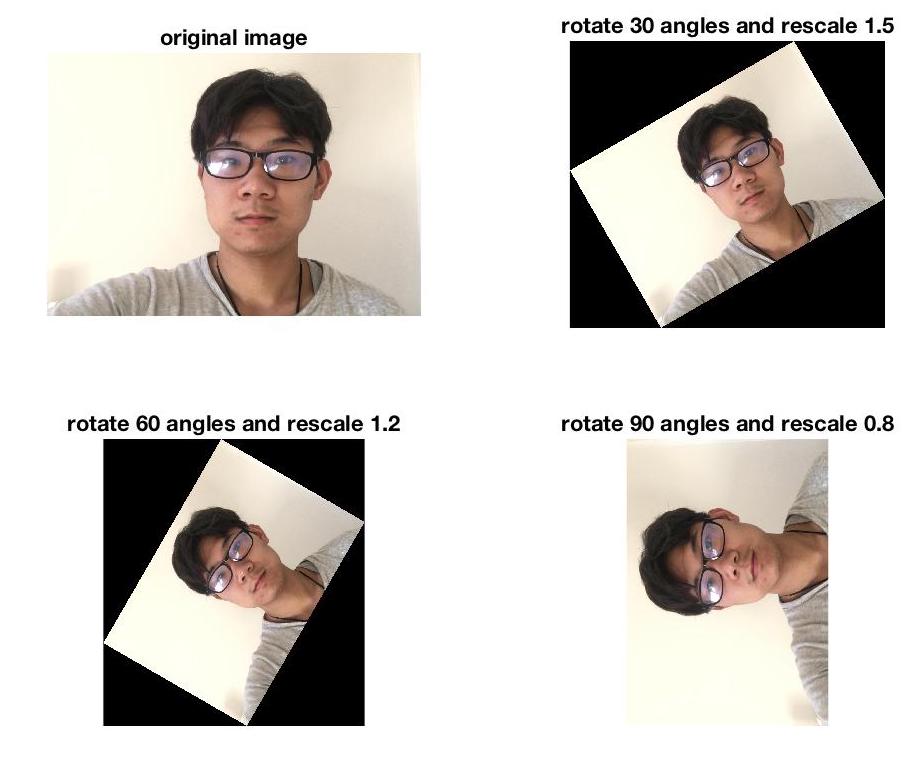 original image
rotate 30 angles and rescale 1.5
rotate 60 angles and rescale 1.2
rotate 90 angles and rescale 0.8